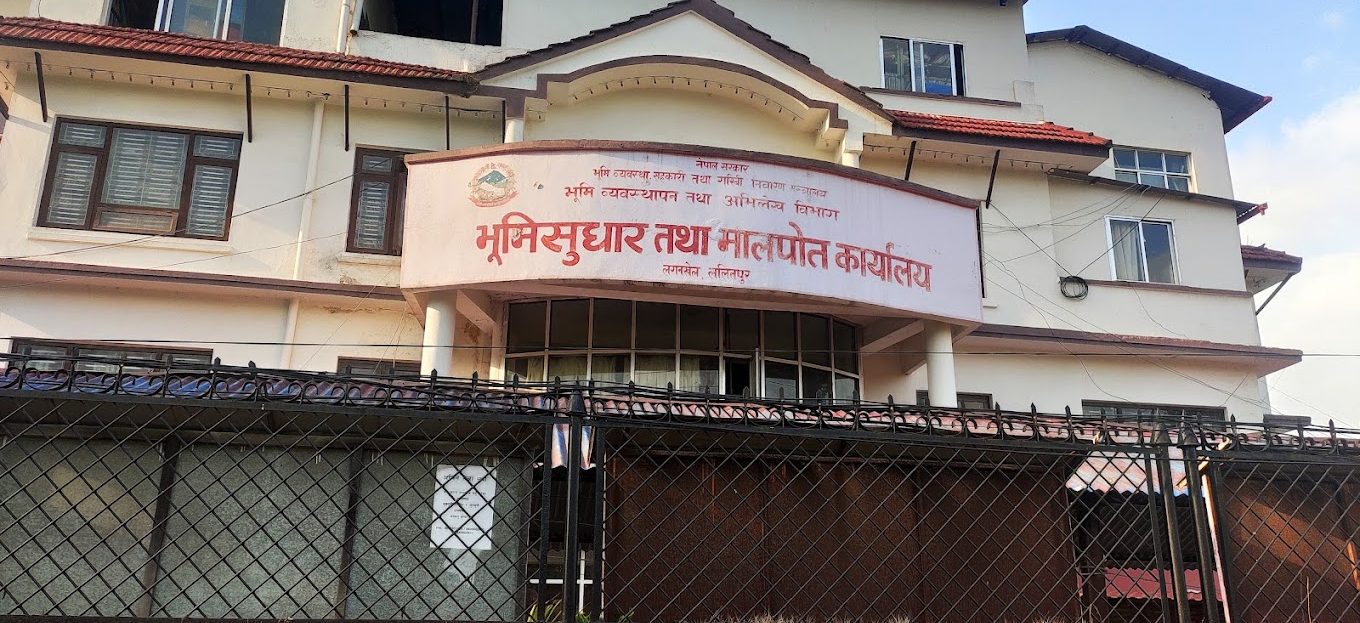 नेपाल सरकार
भूमि व्यवस्था, सहकारी तथा गरिबी निवारण मन्त्रालय
भूमि व्यवस्थापन तथा अभिलेख विभाग
भूमिसुधार तथा मालपोत कार्यालय
लगनखेल, ललितपुर